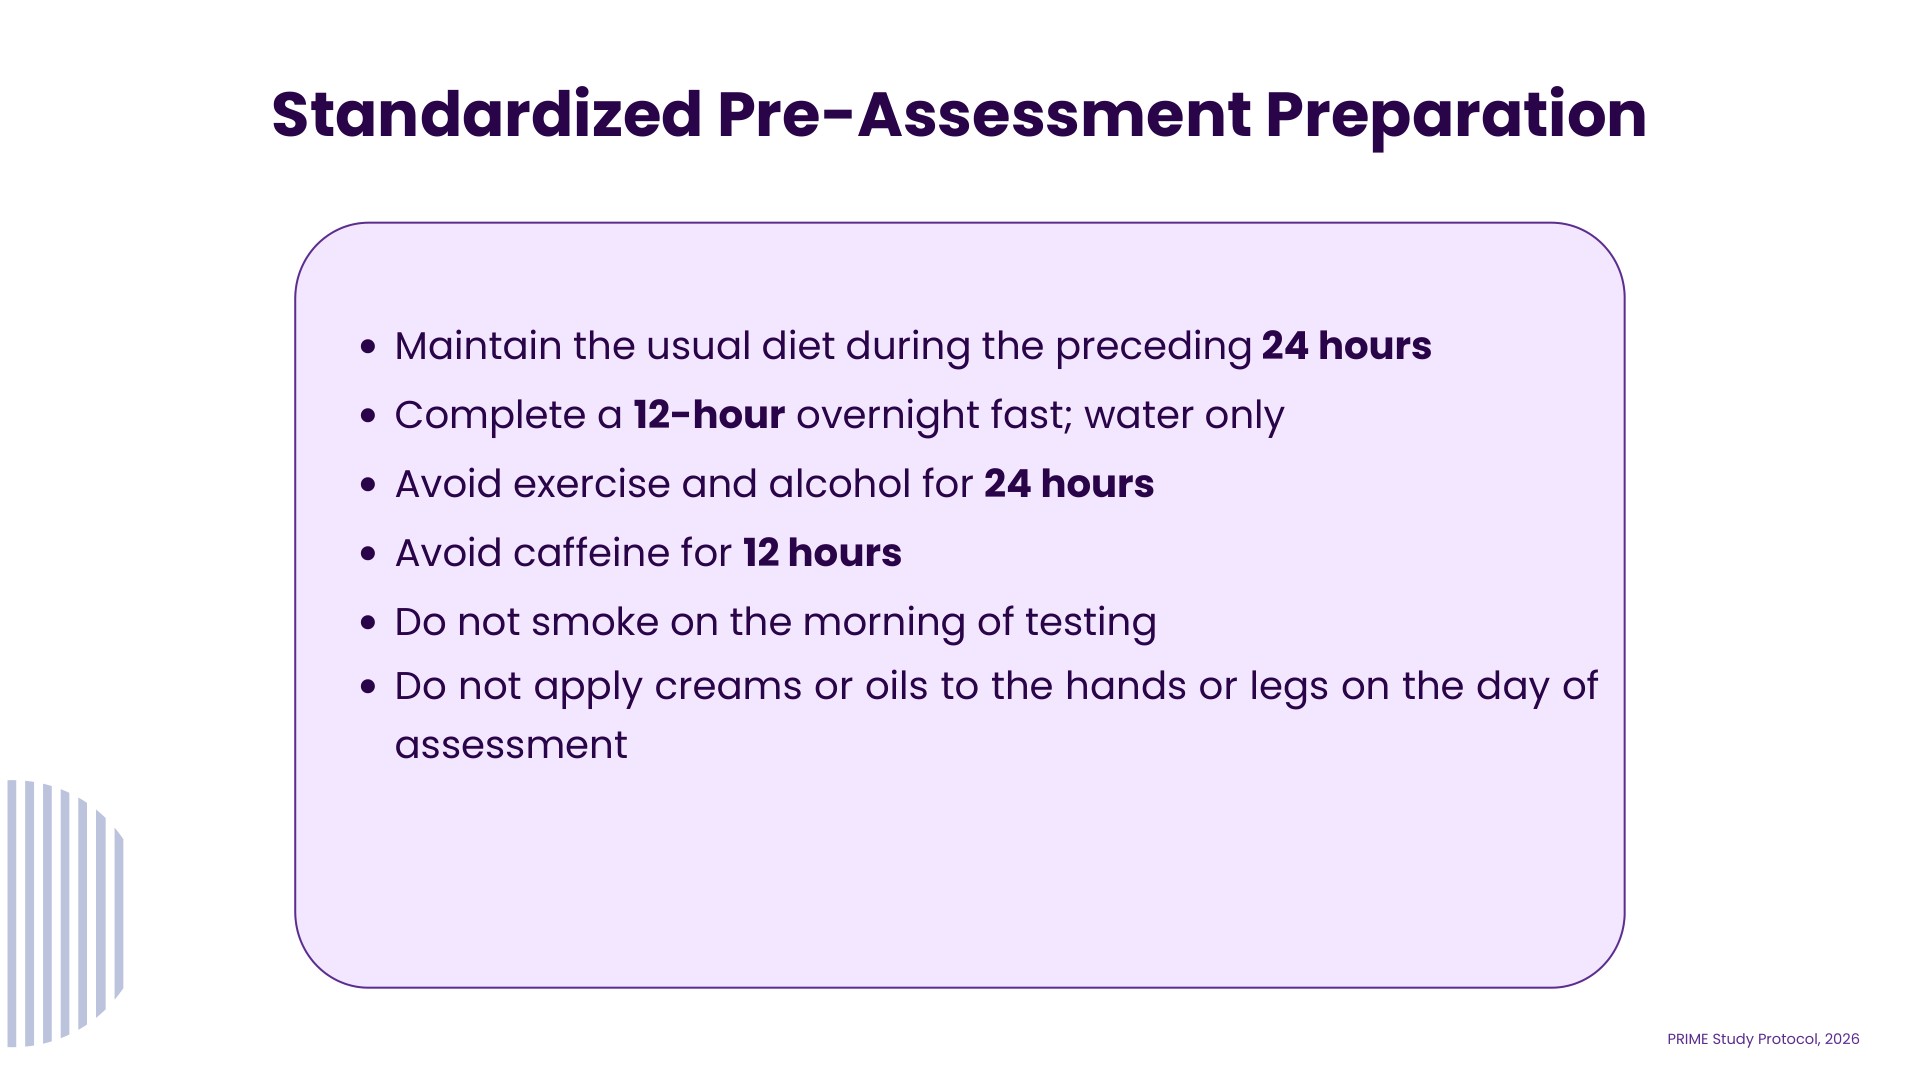 Standardized Pre-Assessment Preparation
• Maintain the usual diet during the preceding 24 hours
• Complete a 12-hour overnight fast; water only
• Avoid exercise and alcohol for 24 hours
• Avoid caffeine for 12 hours
• Do not smoke on the morning of testing
• Do not apply creams or oils to the hands or legs on the day of
assessment
PRIME Study Protocol, 2026